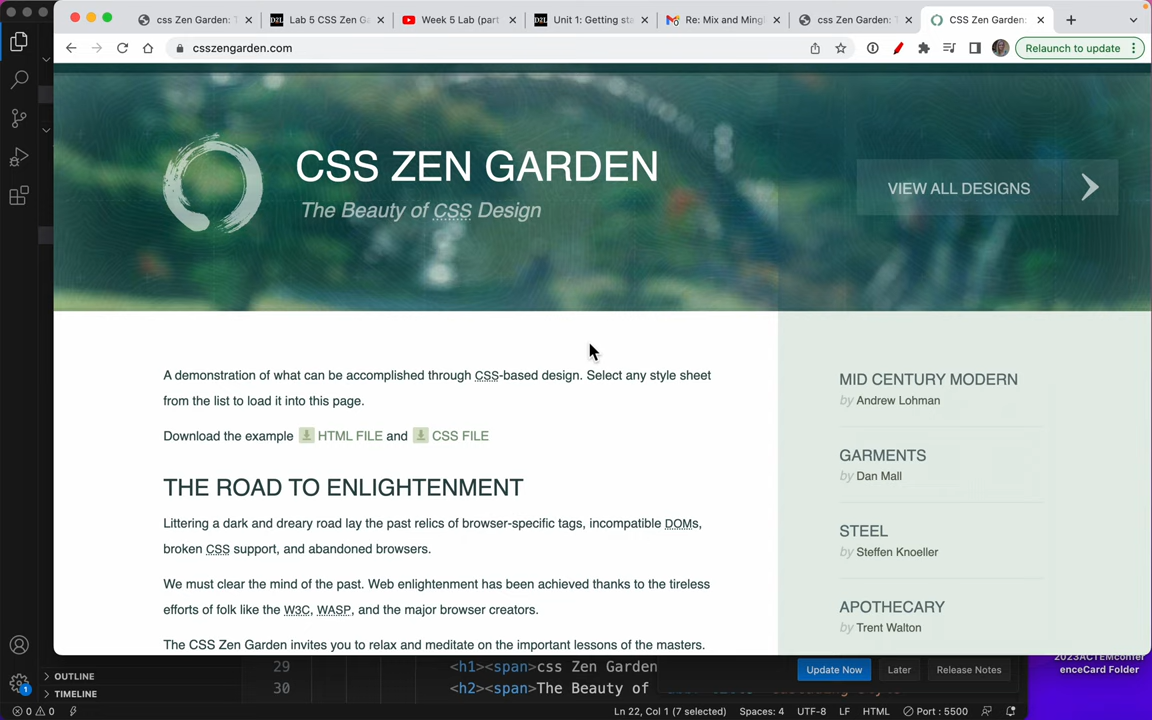 css Zen Garden: T
Lab 5 CSS Zen G
Week 5 Lab (part
Unit 1: Getting sta
Re: Mix and Mingl
css Zen Garden: T
CSS Zen Garden:
csszengarden.com
Relaunch to update
CSS ZEN GARDEN
The Beauty of CSS Design
VIEW ALL DESIGNS
A demonstration of what can be accomplished through CSS-based design. Select any style sheet
from the list to load it into this page.
Download the example HTML FILE and CSS FILE
THE ROAD TO ENLIGHTENMENT
Littering a dark and dreary road lay the past relics of browser-specific tags, incompatible DOMs,
broken CSS support, and abandoned browsers.
We must clear the mind of the past. Web enlightenment has been achieved thanks to the tireless
efforts of folk like the W3C, WASP, and the major browser creators.
The CSS Zen Garden invites you to relax and meditate on the important lessons of the masters.
MID CENTURY MODERN
by Andrew Lohman
GARMENTS
by Dan Mall
STEEL
by Steffen Knoeller
APOTHECARY
by Trent Walton
OUTLINE
TIMELINE
29 <h1><span>css Zen Garden
30 <h2><span>The Beauty of
Update Now
Later
Release Notes
2023ACTEMconfer
enceCard Folder
1
0 0
Ln 22, Col 1 (7 selected)
Spaces: 4
UTF-8
LF
HTML
Port : 5500